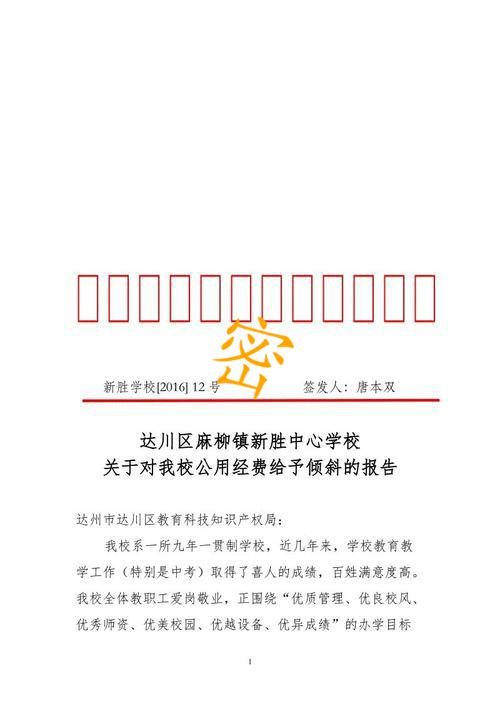 密
新胜学校[2016] 12 号 签发人：唐本双
达川区麻柳镇新胜中心学校
关于对我校公用经费给予倾斜的报告
达州市达川区教育科技知识产权局：
我校系一所九年一贯制学校，近几年来，学校教育教
学工作（特别是中考）取得了喜人的成绩，百姓满意度高。
我校全体教职工爱岗敬业，正围绕“优质管理、优良校风、
优秀师资、优美校园、优越设备、优异成绩”的办学目标
1